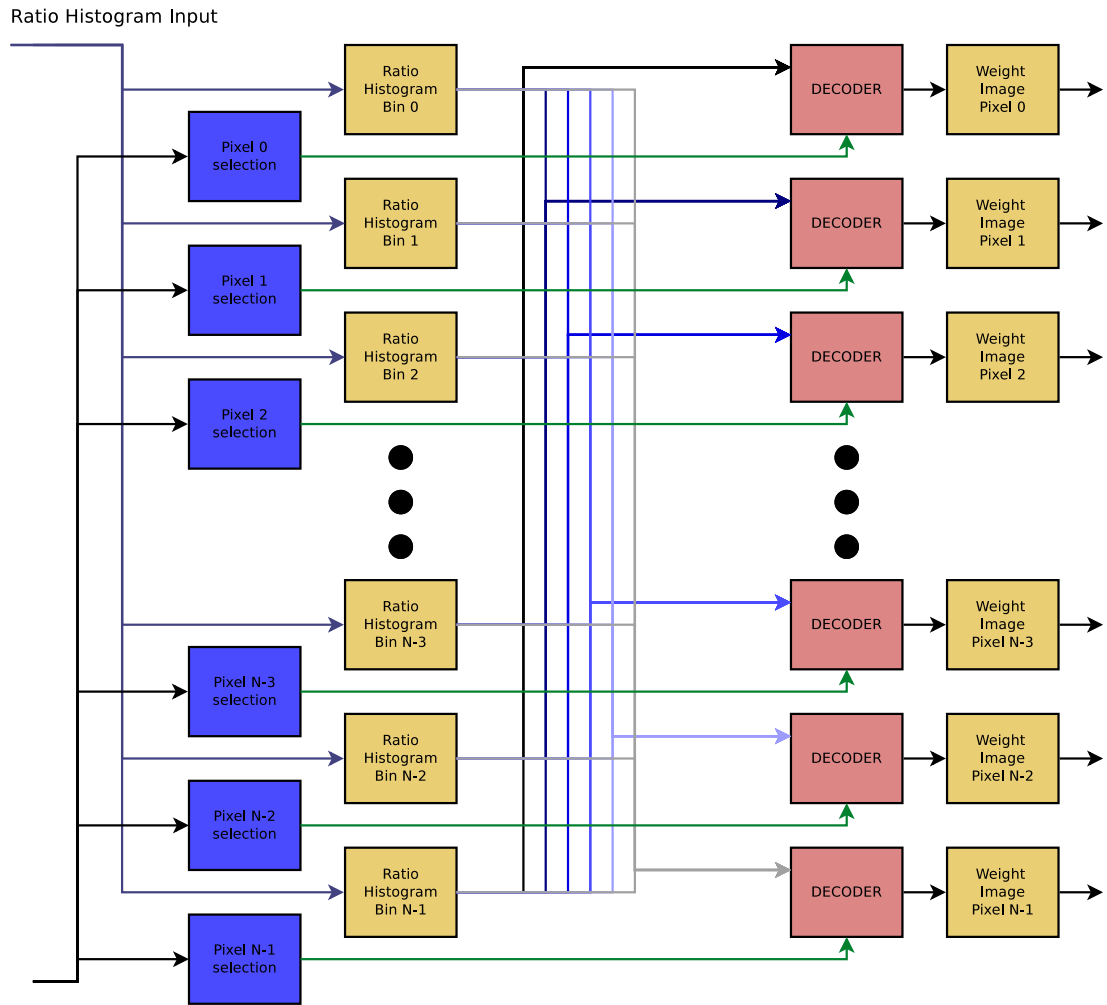 Ratio Histogram Input
Ratio
Histogram
Bin 0
DECODER
Weight
Image
Pixel 0
Pixel 0
selection
Ratio
Histogram
Bin 1
DECODER
Weight
Image
Pixel 1
Pixel 1
selection
Ratio
Histogram
Bin 2
DECODER
Weight
Image
Pixel 2
Pixel 2
selection
Ratio
Histogram
Bin N-3
DECODER
Weight
Image
Pixel N-3
Pixel N-3
selection
Ratio
Histogram
Bin N-2
DECODER
Weight
Image
Pixel N-2
Pixel N-2
selection
Ratio
Histogram
Bin N-1
DECODER
Weight
Image
Pixel N-1
Pixel N-1
selection